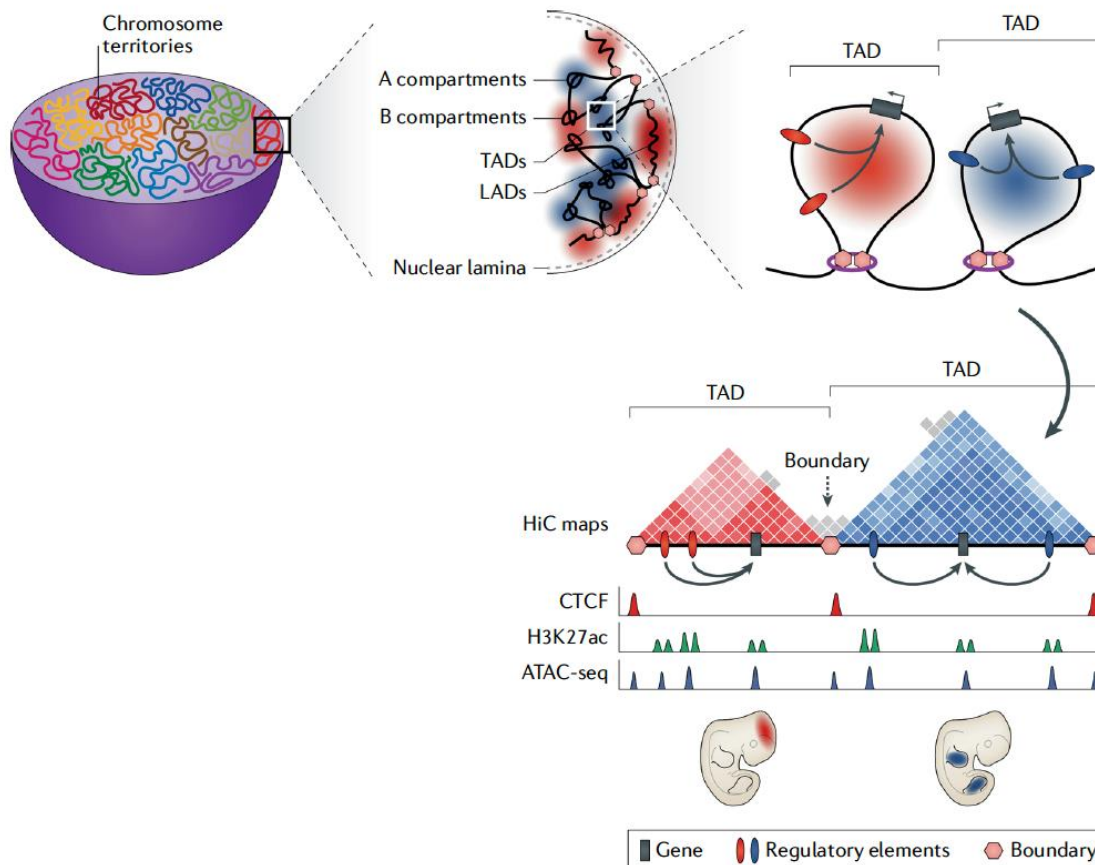 Chromosome
territories
A compartments
B compartments
TADs
LADs
Nuclear lamina
TAD
TAD
TAD
TAD
Boundary
HiC maps
CTCF
H3K27ac
ATAC-seq
Gene
Regulatory elements
Boundary